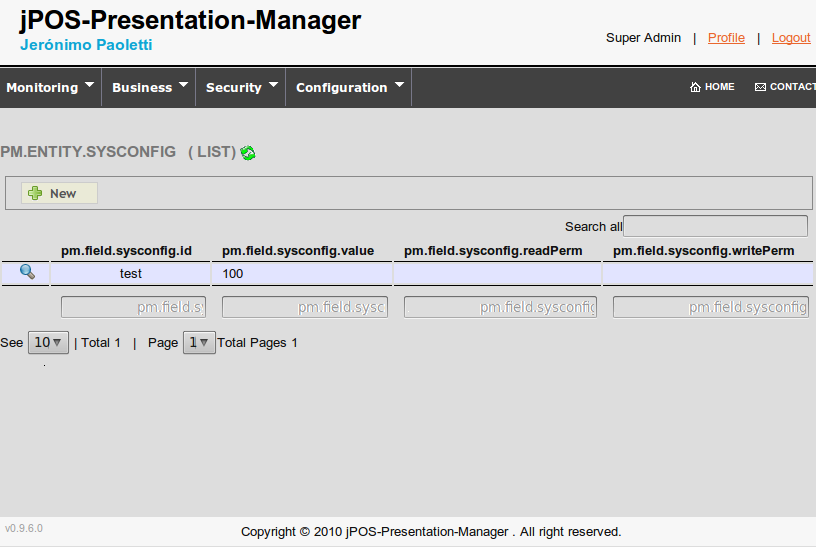 jPOS-Presentation-Manager
Jerónimo Paoletti
Super Admin | Profile | Logout
Monitoring Business Security Configuration HOME CONTACT
PM.ENTITY.SYSCONFIG ( LIST)
New
Search all
pm.field.sysconfig.id pm.field.sysconfig.value pm.field.sysconfig.readPerm pm.field.sysconfig.writePerm
test 100
pm.field.sy pm.field.sysc pm.field.sysconfig pm.field.sysconfig
See 10 | Total 1 | Page 1 Total Pages 1
v0.9.6.0
Copyright © 2010 jPOS-Presentation-Manager . All right reserved.